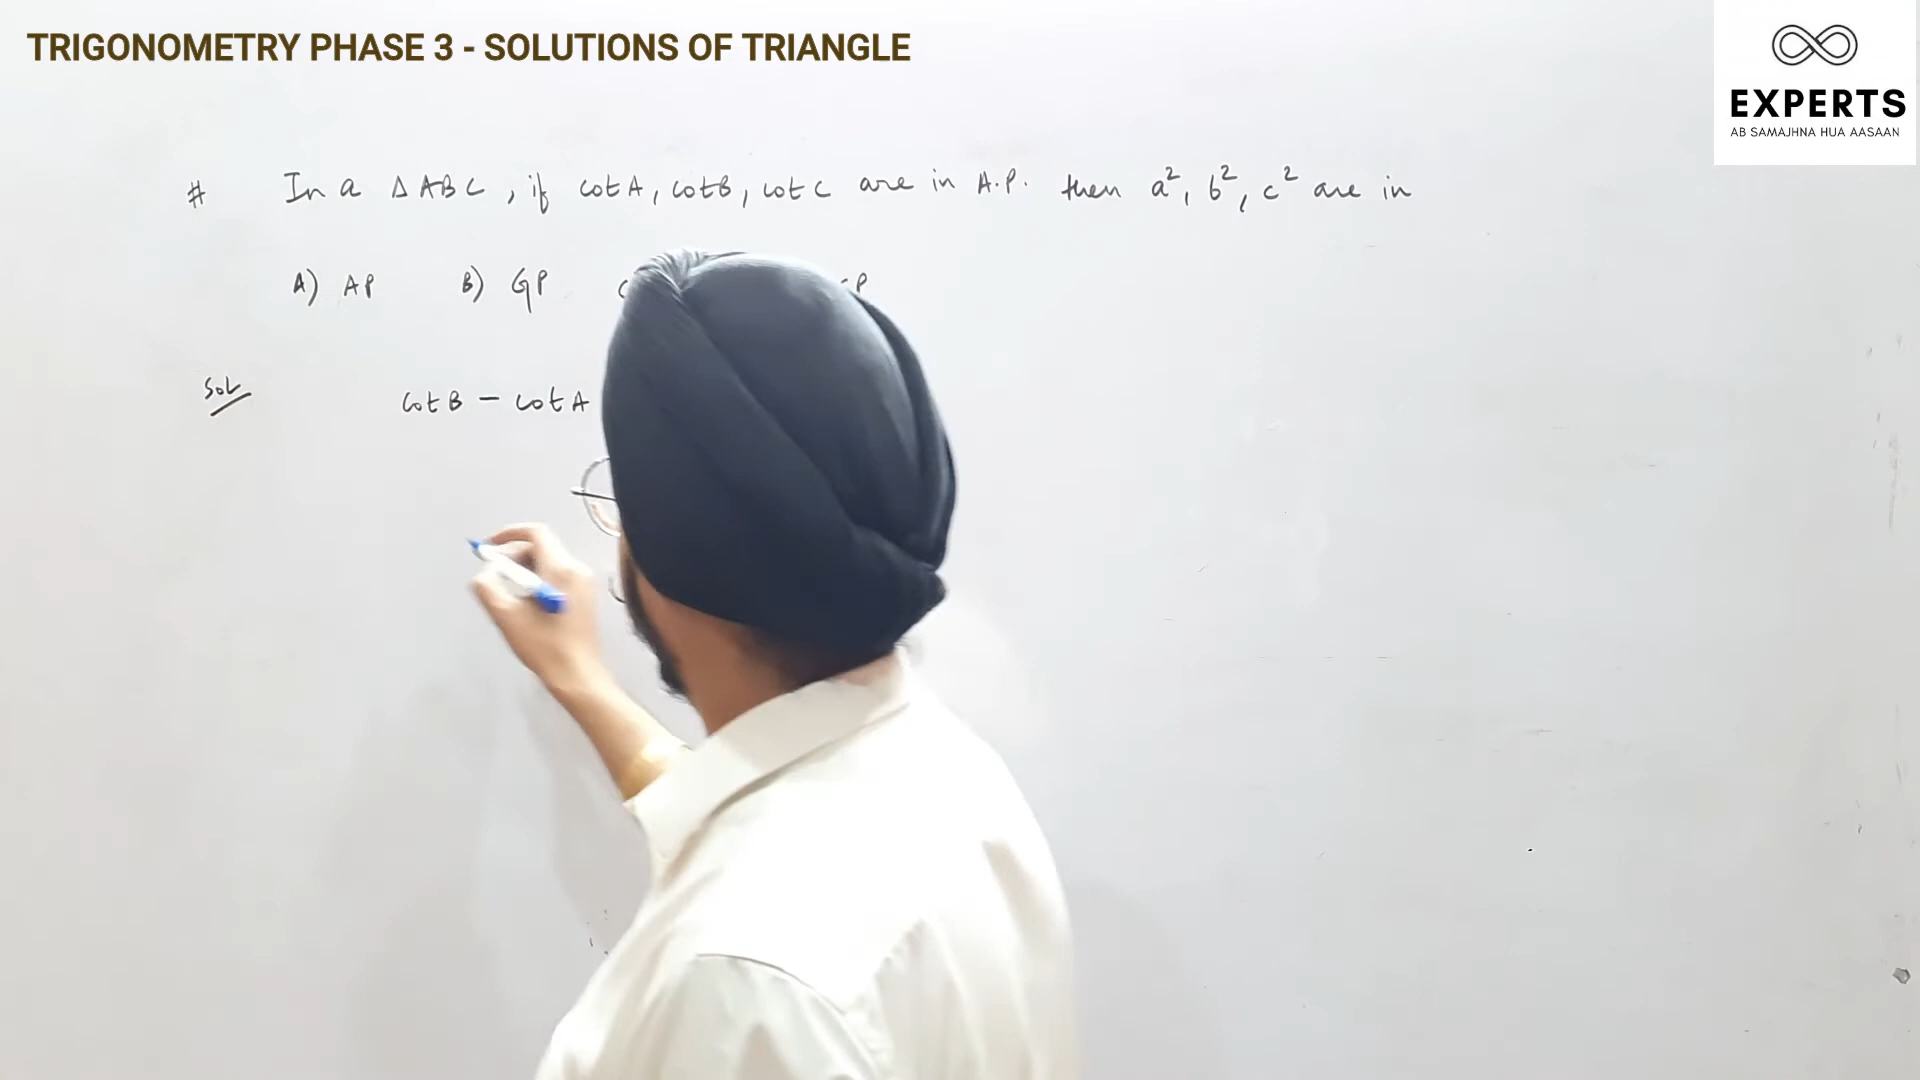 TRIGONOMETRY PHASE 3 - SOLUTIONS OF TRIANGLE
EXPERTS
AB SAMAJHNA HUA AASAAN
# In a Δ ABC, if cotA, cotB, cotC are in A.P. then a², b², c² are in
A) AP B) GP
Sol
cotB - cotA